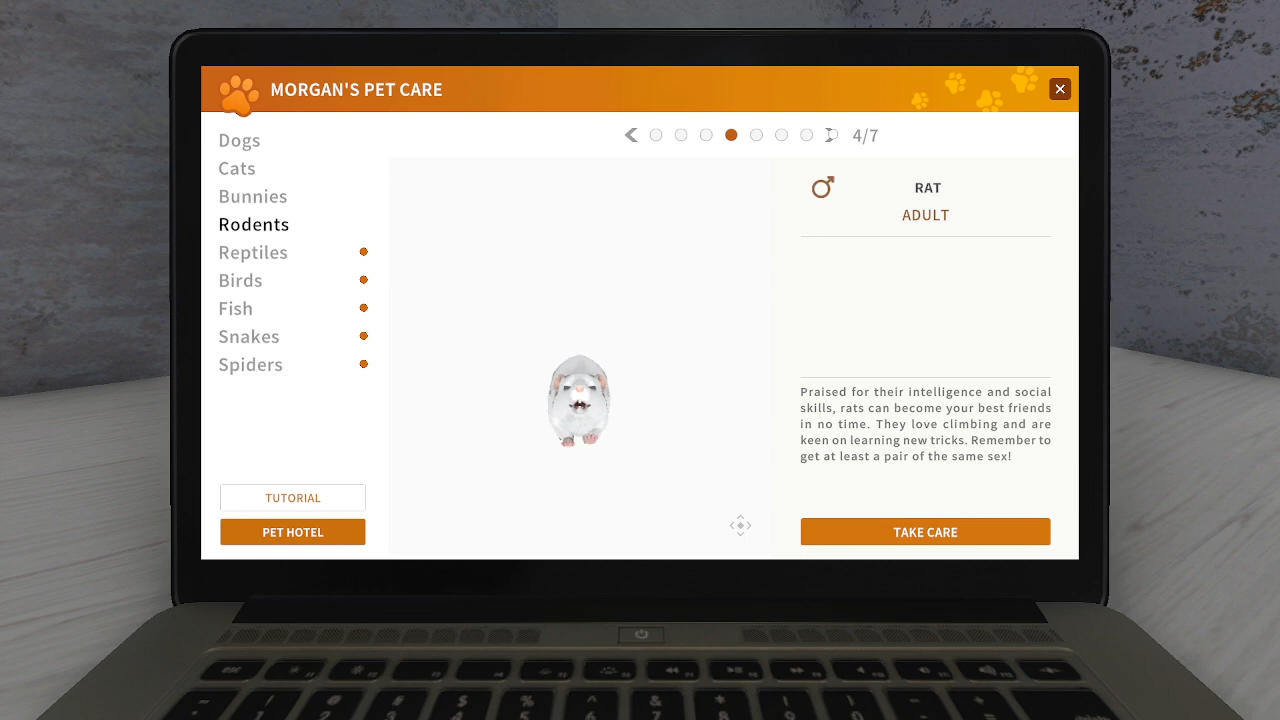 MORGAN'S PET CARE
Dogs
Cats
Bunnies
Rodents
Reptiles
Birds
Fish
Snakes
Spiders
TUTORIAL
PET HOTEL
4/7
RAT
ADULT
Praised for their intelligence and social
skills, rats can become your best friends
in no time. They love climbing and are
keen on learning new tricks. Remember to
get at least a pair of the same sex!
TAKE CARE